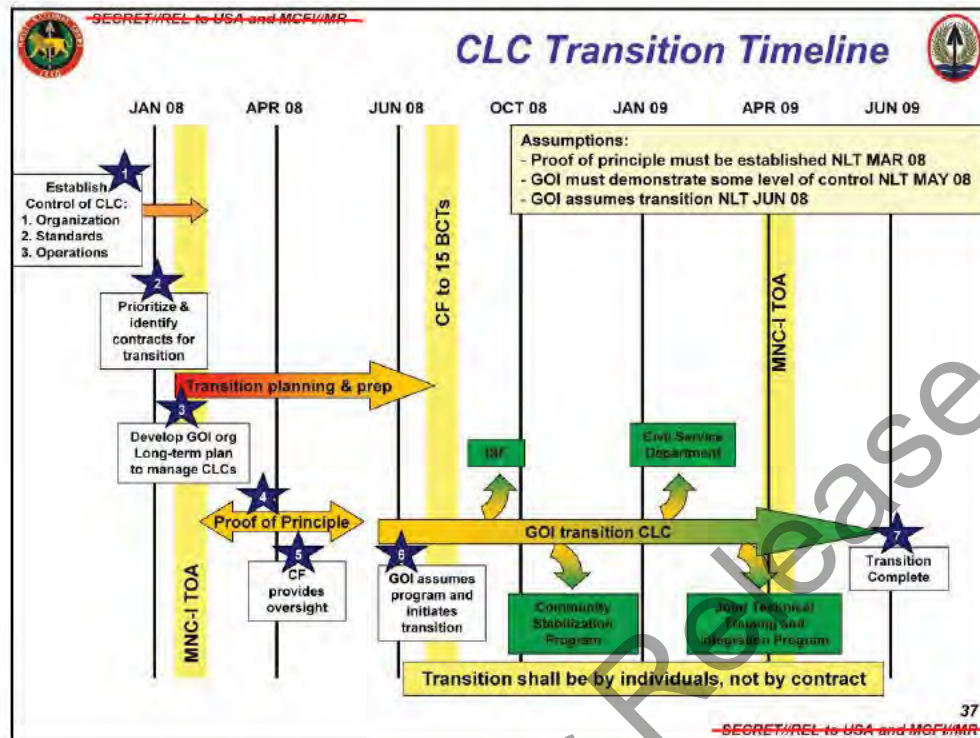 SECRET//REL to USA and MCFI//MR
CLC Transition Timeline
JAN 08
APR 08
JUN 08
OCT 08
JAN 09
APR 09
JUN 09
Assumptions:
- Proof of principle must be established NLT MAR 08
- GOI must demonstrate some level of control NLT MAY 08
- GOI assumes transition NLT JUN 08
1
Establish
Control of CLC:
1. Organization
2. Standards
3. Operations
2
Prioritize &
identify
contracts for
transition
CF to 15 BCTs
MNC-I TOA
Transition planning & prep
3
Develop GOI org
Long-term plan
to manage CLCs
ISF
Civil Service
Department
4
Proof of Principle
GOI transition CLC
5
CF
provides
oversight
6
GOI assumes
program and
initiates
transition
7
Transition
Complete
MNC-I TOA
Community
Stabilization
Program
Joint Technical
Training and
Integration Program
Transition shall be by individuals, not by contract
Release
37
SECRET//REL to USA and MCFI//MR